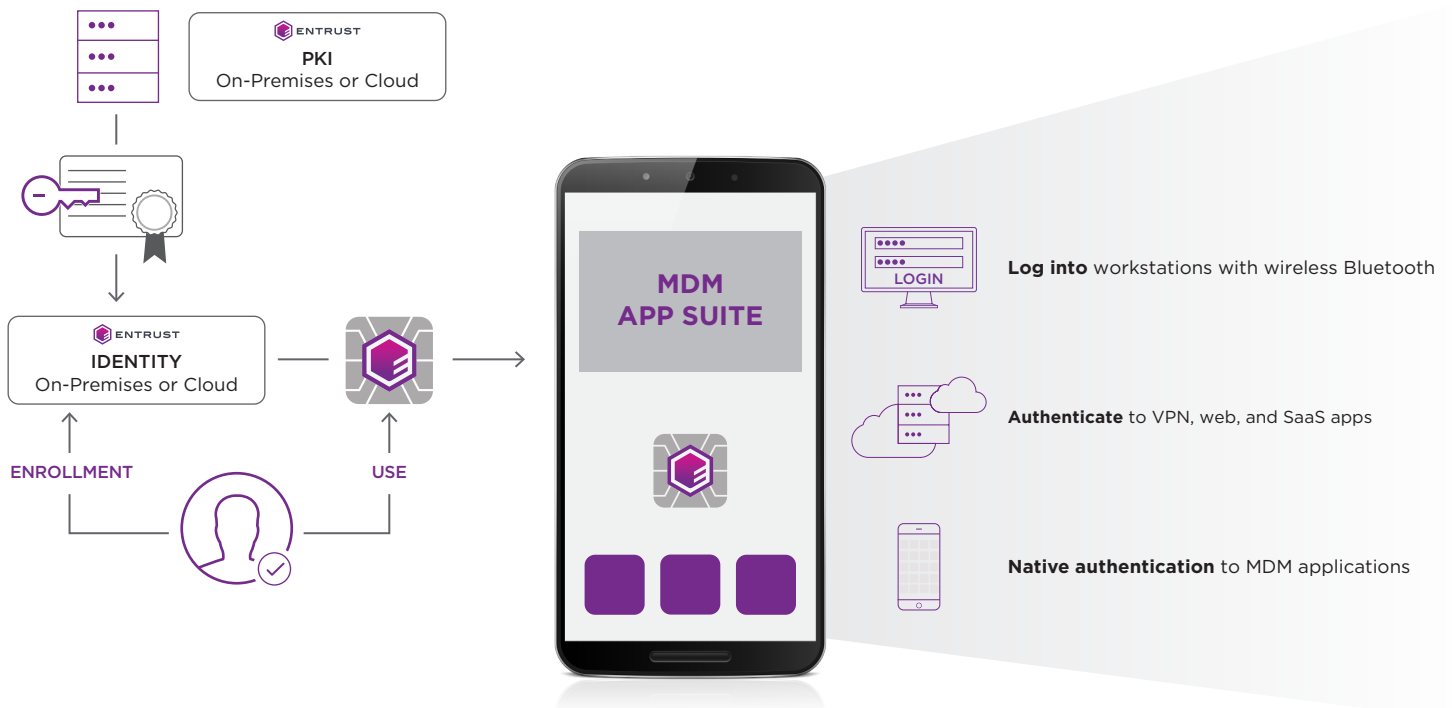 ENTRUST
PKI
On-Premises or Cloud
ENTRUST
IDENTITY
On-Premises or Cloud
ENROLLMENT
USE
MDM
APP SUITE
LOGIN
Log into workstations with wireless Bluetooth
Authenticate to VPN, web, and SaaS apps
Native authentication to MDM applications